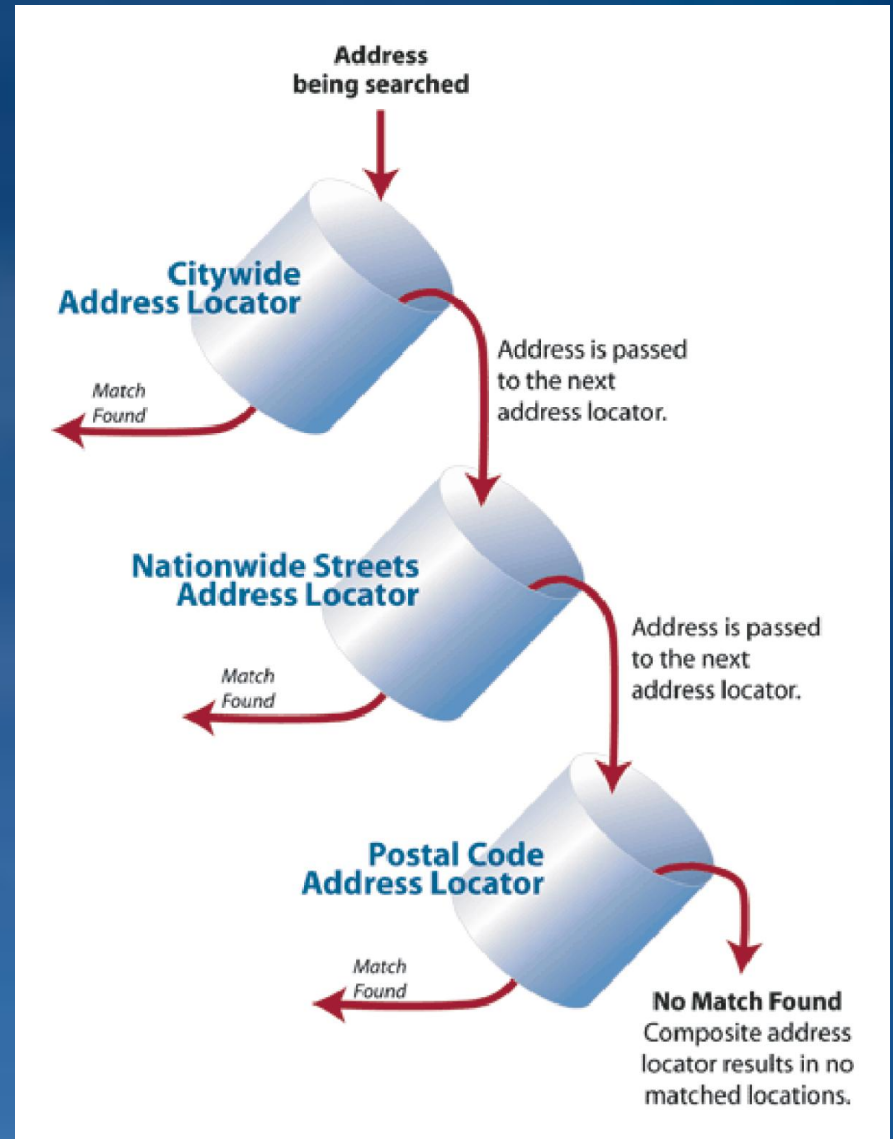 Address
being searched
Citywide
Address Locator
Match
Found
Address is passed
to the next
address locator.
Nationwide Streets
Address Locator
Match
Found
Address is passed
to the next
address locator.
Postal Code
Address Locator
Match
Found
No Match Found
Composite address
locator results in no
matched locations.